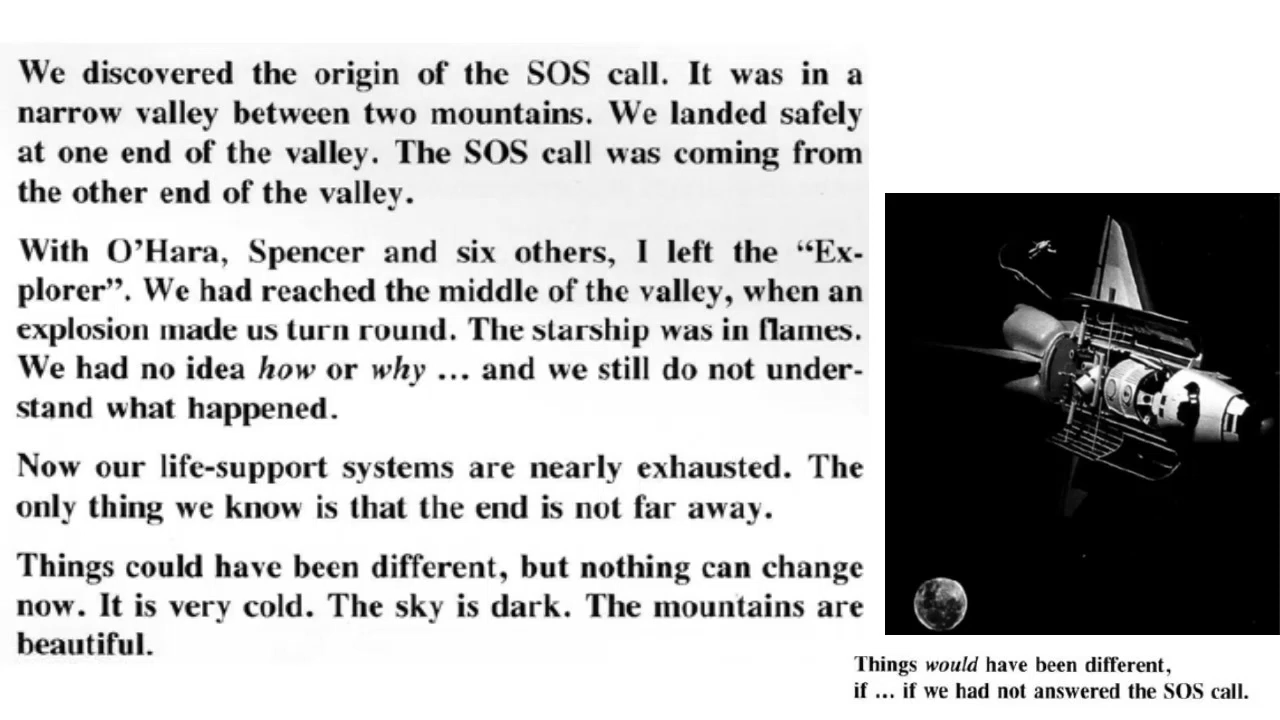 We discovered the origin of the SOS call. It was in a
narrow valley between two mountains. We landed safely
at one end of the valley. The SOS call was coming from
the other end of the valley.
With O’Hara, Spencer and six others, I left the “Ex-
plorer”. We had reached the middle of the valley, when an
explosion made us turn round. The starship was in flames.
We had no idea how or why ... and we still do not under-
stand what happened.
Now our life-support systems are nearly exhausted. The
only thing we know is that the end is not far away.
Things could have been different, but nothing can change
now. It is very cold. The sky is dark. The mountains are
beautiful.
Things would have been different,
if ... if we had not answered the SOS call.